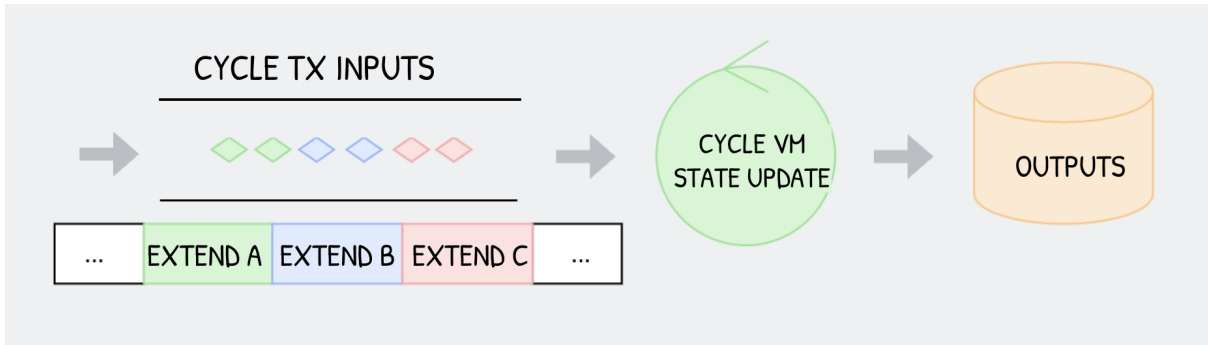 CYCLE TX INPUTS
CYCLE VM
STATE UPDATE
OUTPUTS
... EXTEND A EXTEND B EXTEND C ...